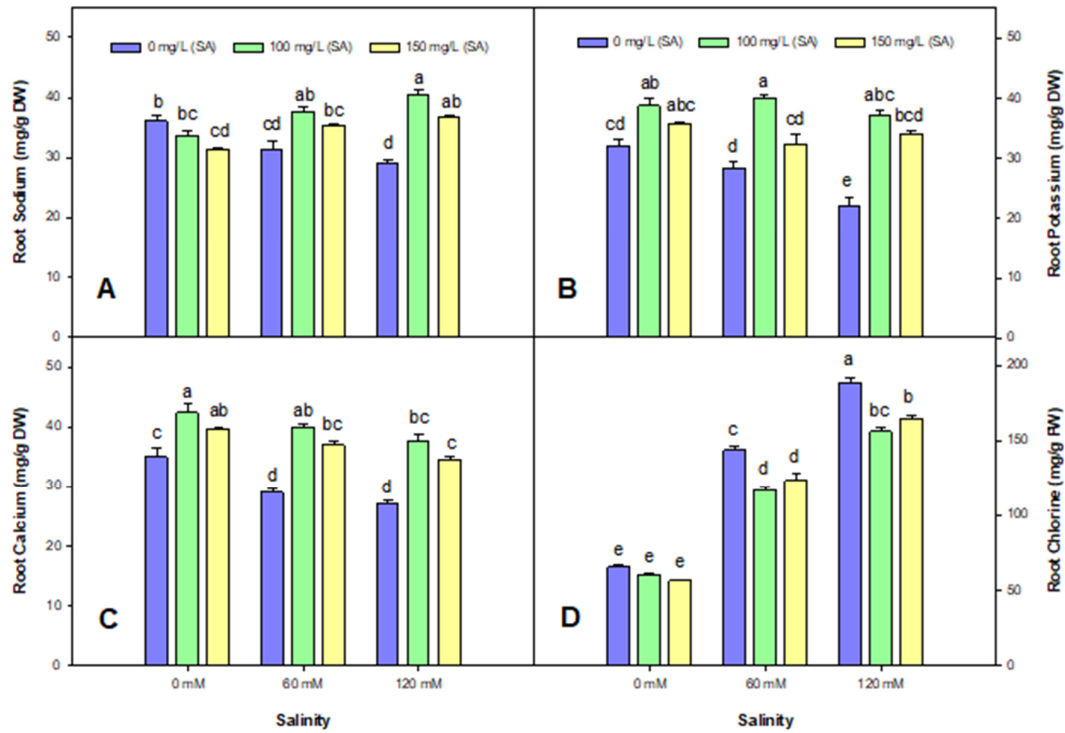 0 mg/L (SA) 100 mg/L (SA) 150 mg/L (SA)
Root Sodium (mg/g DW)
50
40
30
20
10
0
b bc cd cd ab bc d a ab
A
0 mg/L (SA) 100 mg/L (SA) 150 mg/L (SA)
cd ab abc d a cd e abc bcd
B
50
40
30
20
10
0
Root Potassium (mg/g DW)
Root Calcium (mg/g DW)
50
40
30
20
10
0
c a ab d ab bc d bc c
C
0 mM 60 mM 120 mM
Salinity
e e e c d d a bc b
D
200
150
100
50
0
Root Chlorine (mg/g FW)
0 mM 60 mM 120 mM
Salinity